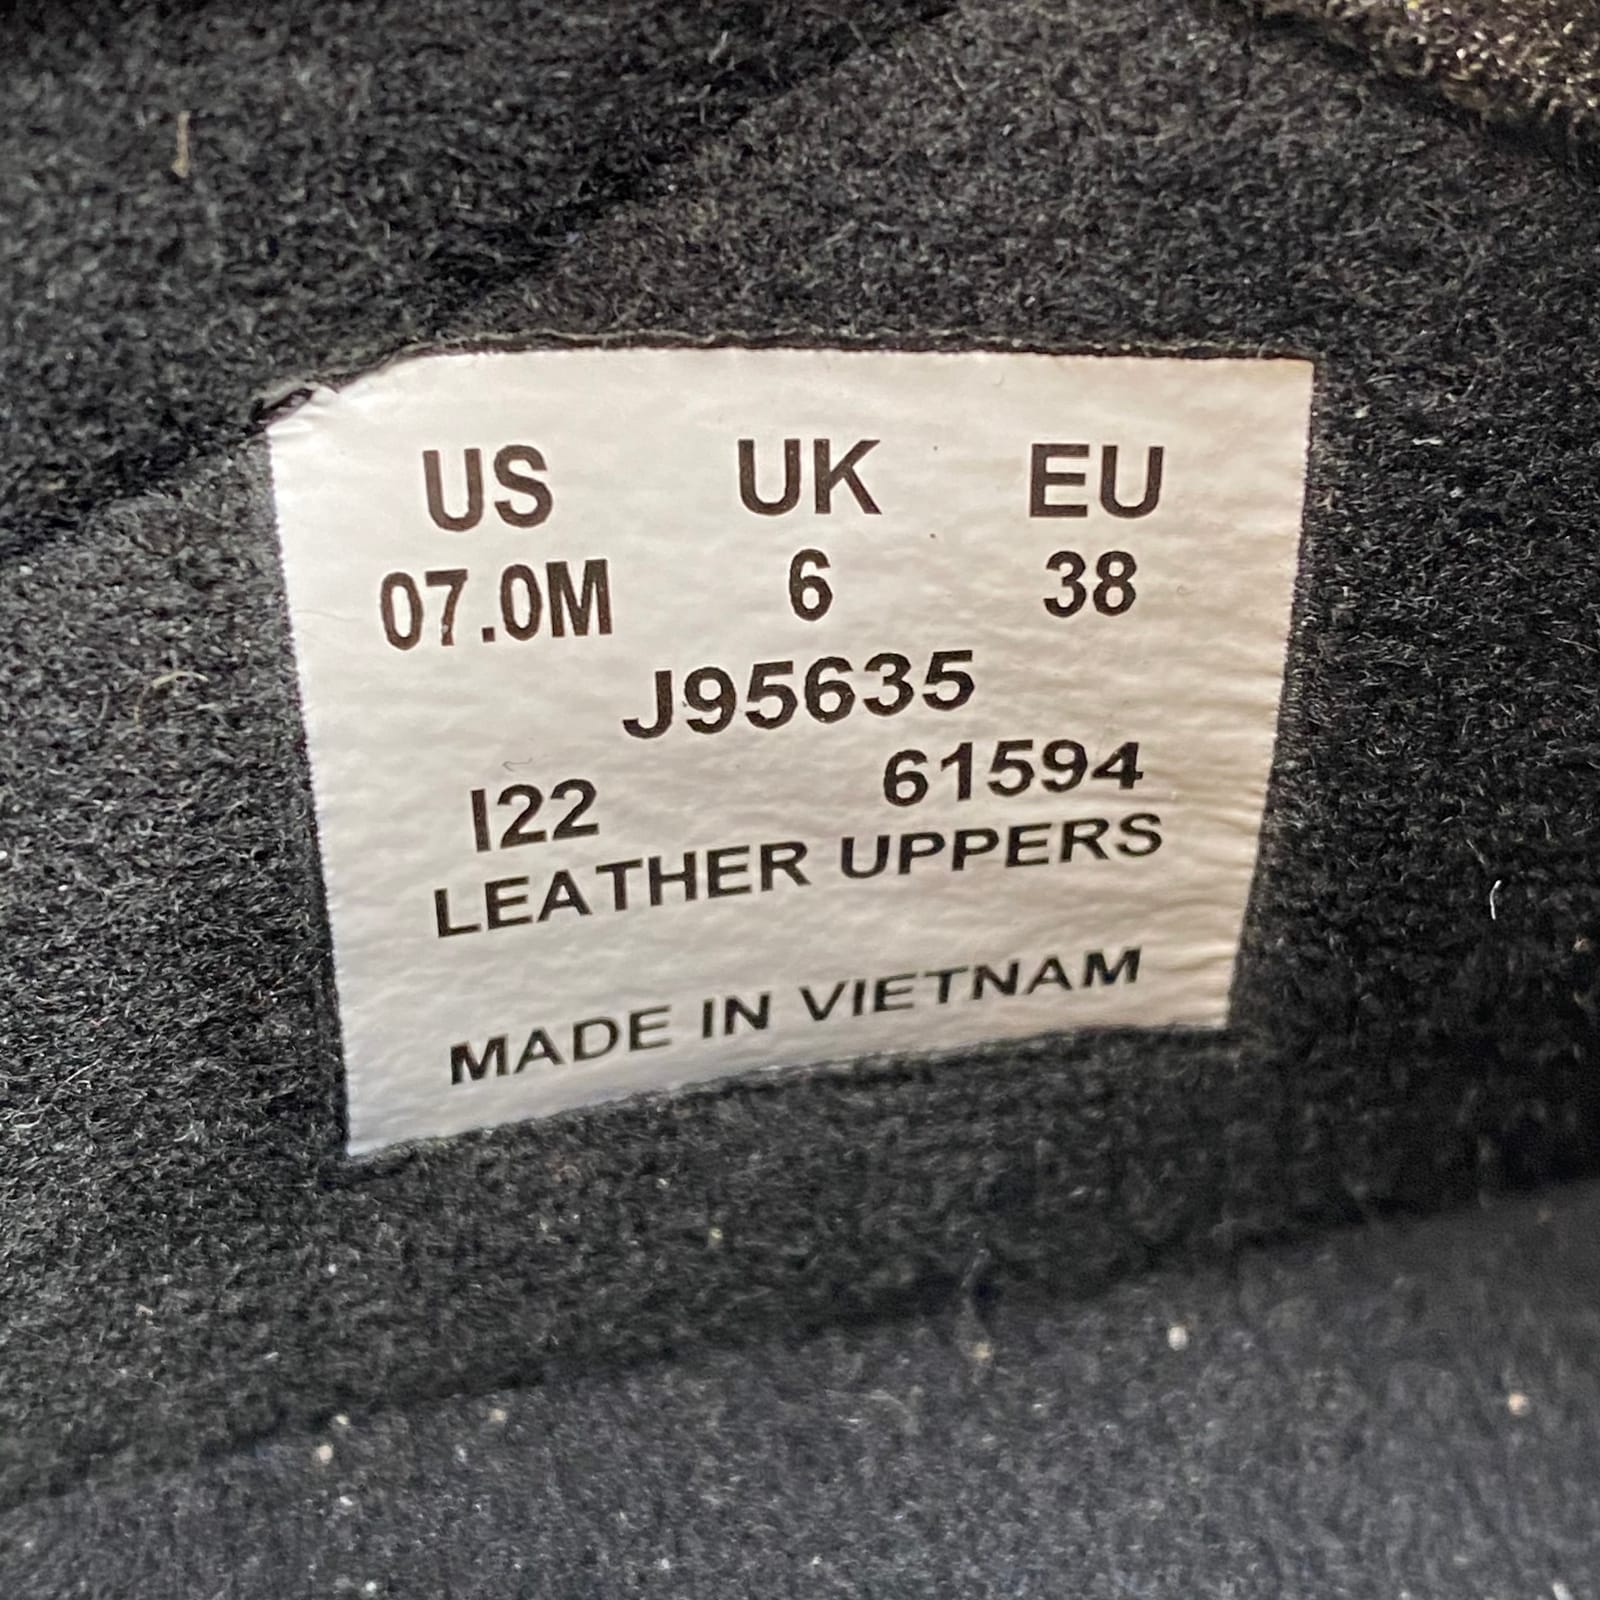 US UK EU
07.0M 6 38
J95635
I22 61594
LEATHER UPPERS
MADE IN VIETNAM